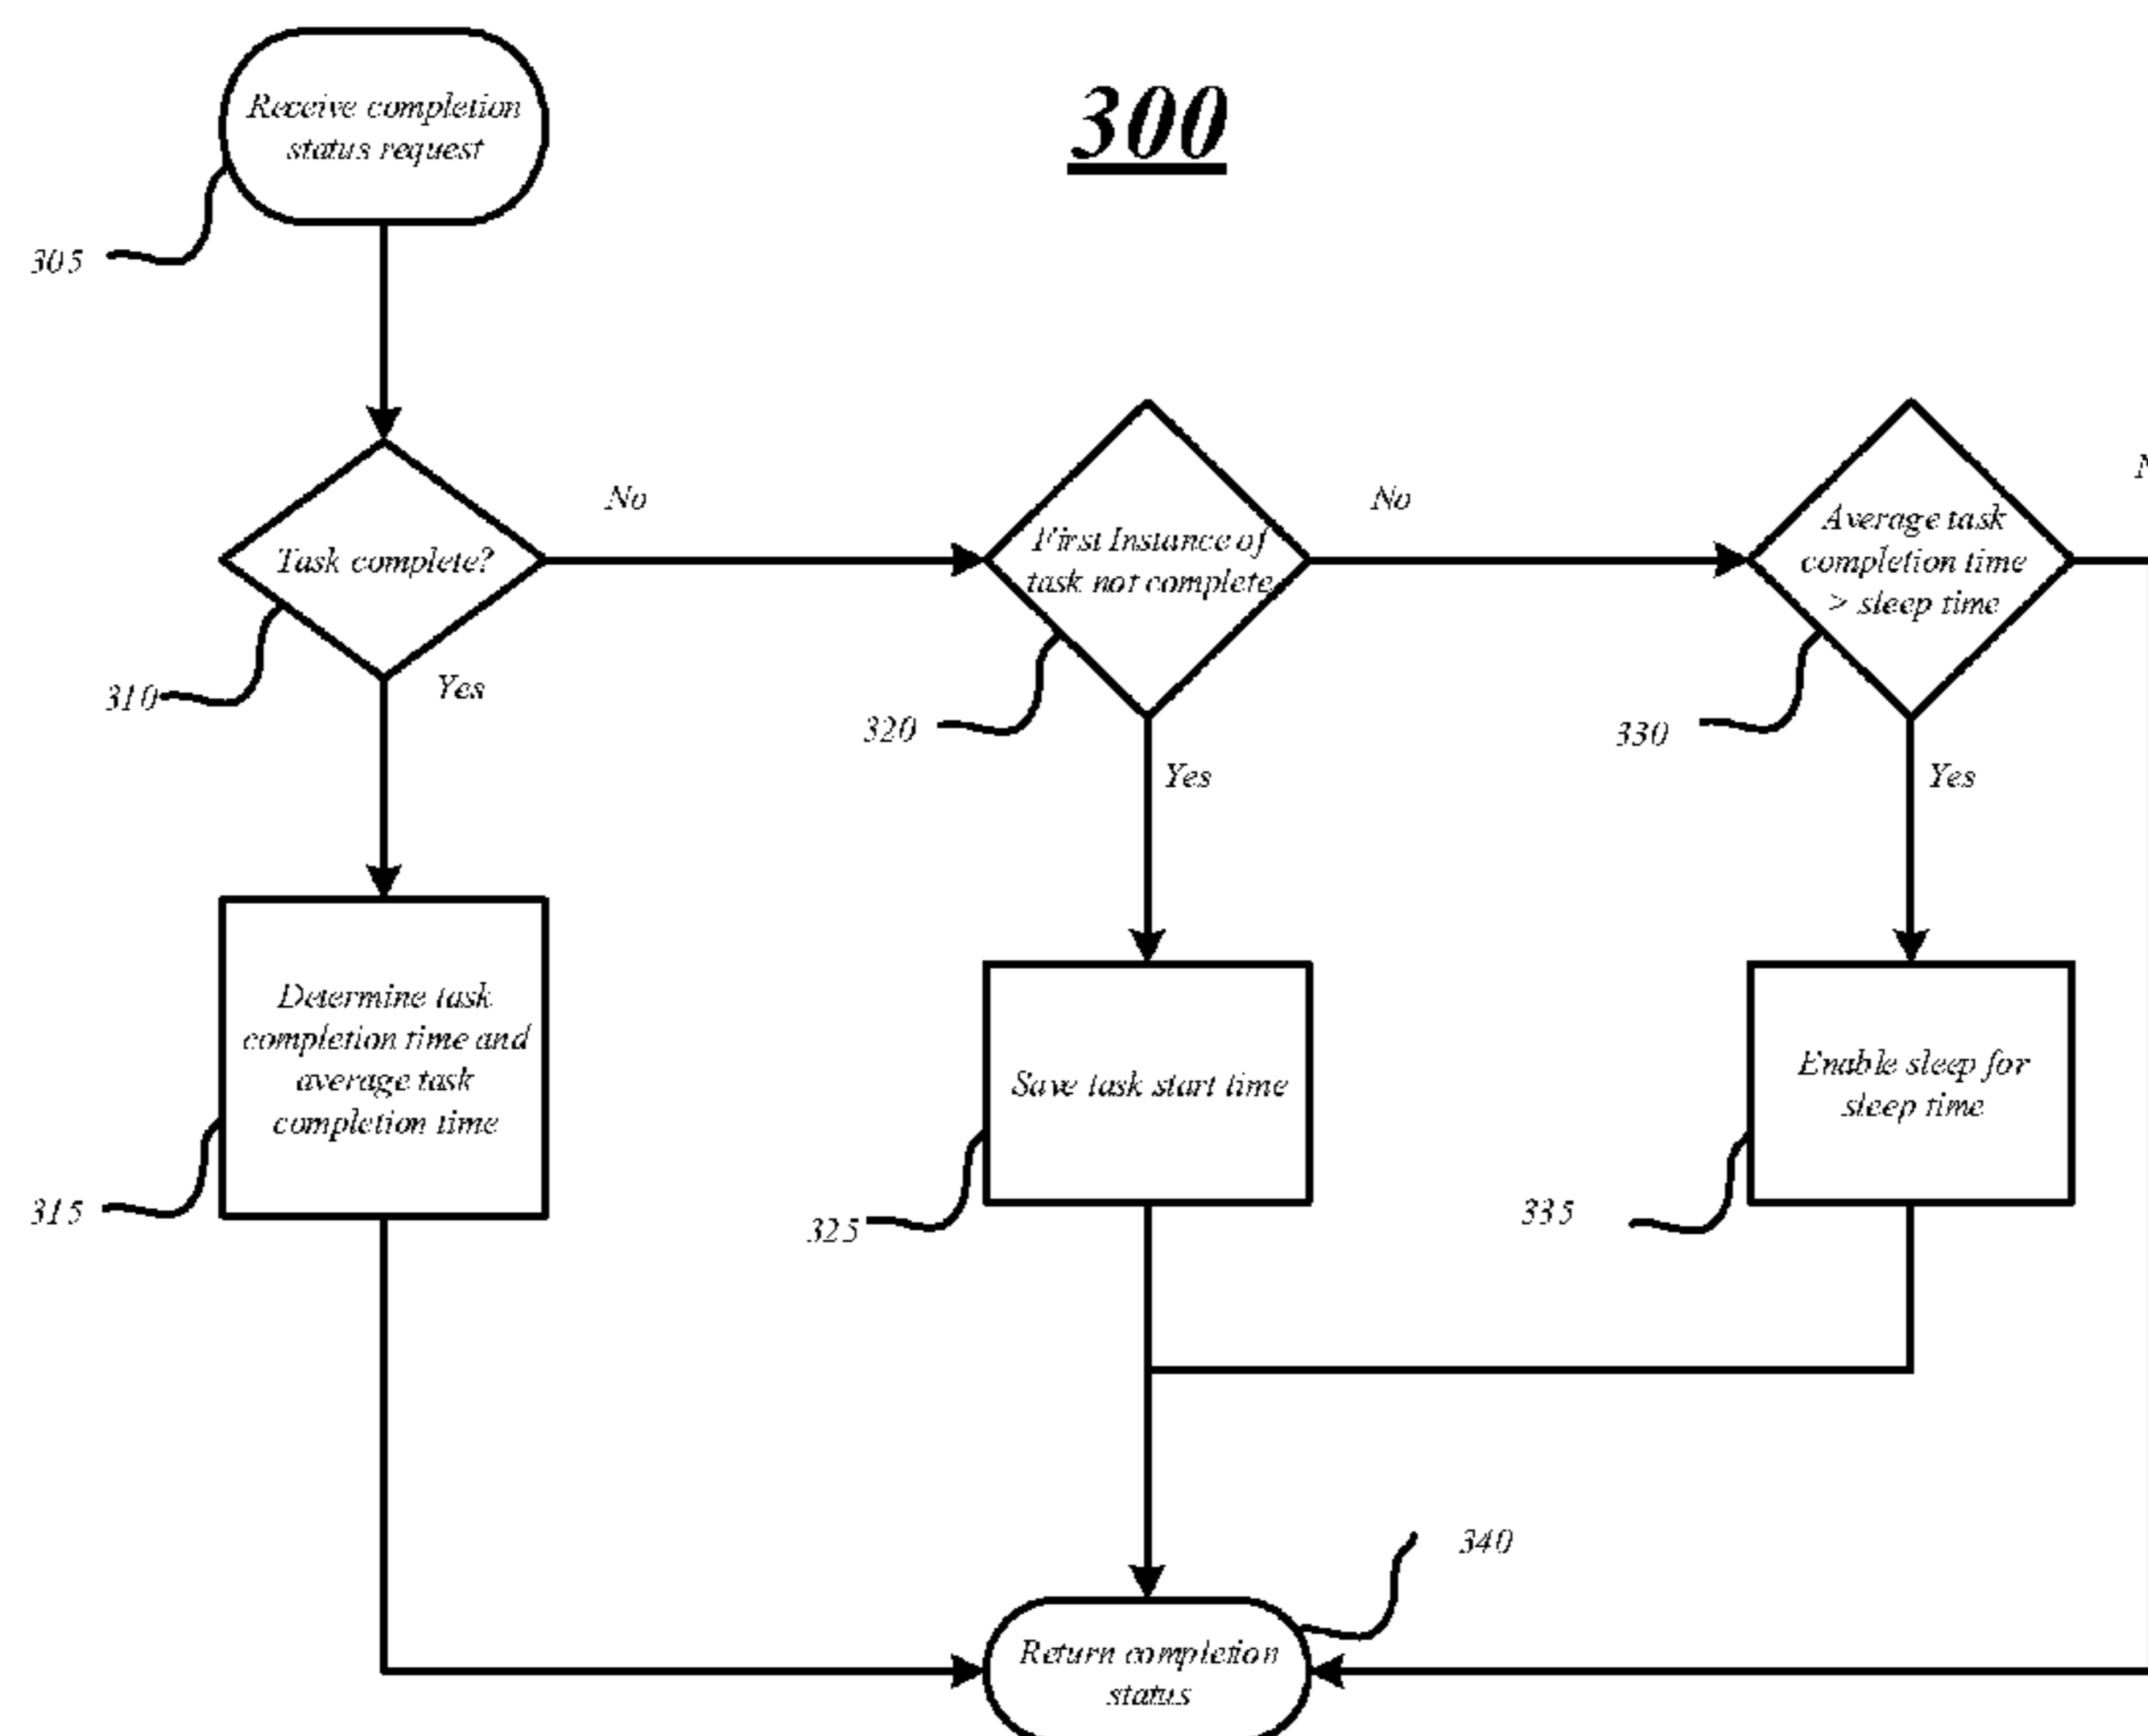 Receive completion
status request
300
305
Task complete?
No
First Instance of
task not complete
No
Average task
completion time
> sleep time
310
Yes
320
Yes
330
Yes
Determine task
completion time and
average task
completion time
Save task start time
Enable sleep for
sleep time
315
325
335
340
Return completion
status